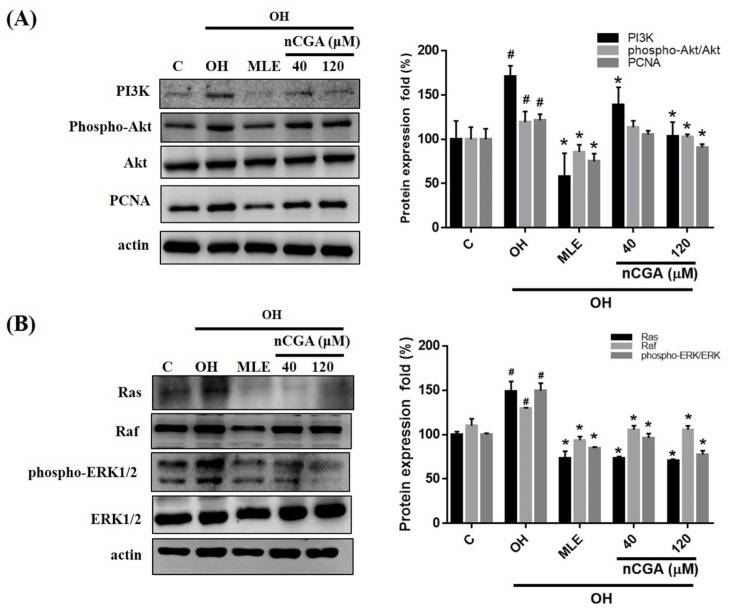 (A)
OH
nCGA (μM)
C OH MLE 40 120
PI3K
Phospho-Akt
Akt
PCNA
actin
PI3K
phospho-Akt/Akt
PCNA
Protein expression fold (%)
200
150
100
50
0
# # #
* * *
*
* * *
C OH MLE 40 120
nCGA (μM)
OH
(B)
OH
nCGA (μM)
C OH MLE 40 120
Ras
Raf
phospho-ERK1/2
ERK1/2
actin
Ras
Raf
phospho-ERK/ERK
Protein expression fold (%)
200
150
100
50
0
# # #
* * *
* * *
* * *
C OH MLE 40 120
nCGA (μM)
OH